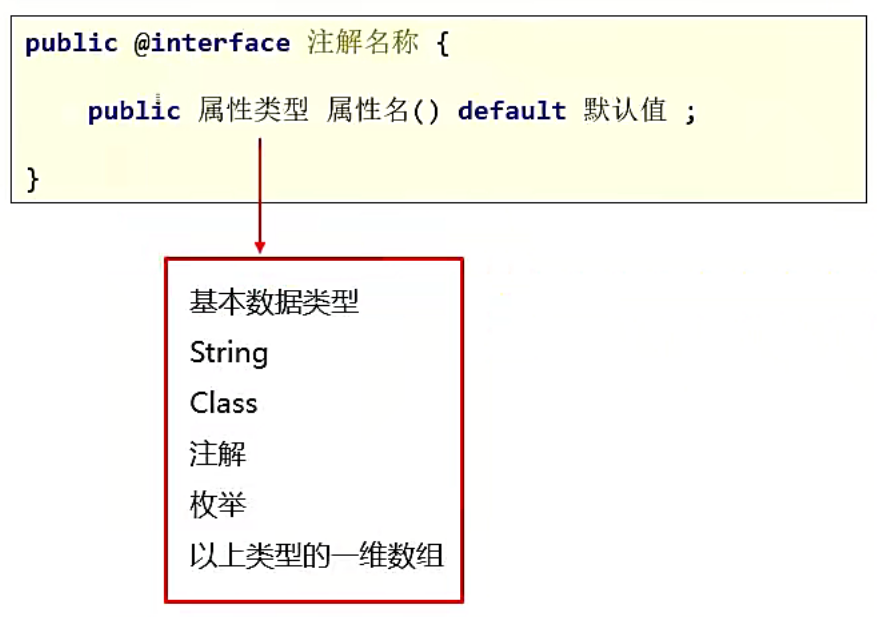 public @interface 注解名称 {
public 属性类型 属性名() default 默认值 ;
}
基本数据类型
String
Class
注解
枚举
以上类型的一维数组